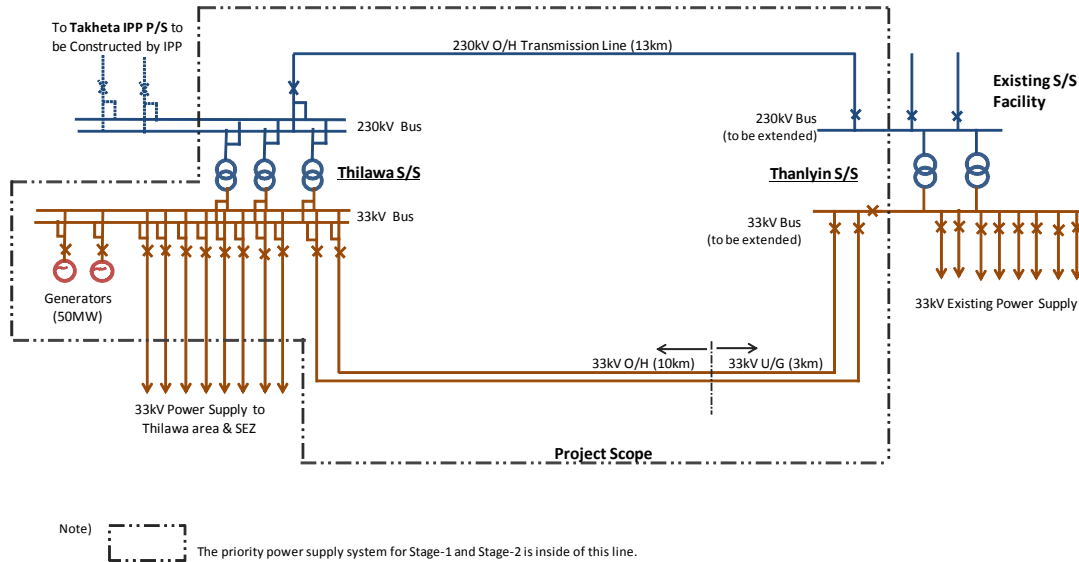 To Takheta IPP P/S to
be Constructed by IPP
230kV O/H Transmission Line (13km)
Existing S/S
Facility
230kV Bus
230kV Bus
(to be extended)
Thilawa S/S
Thanlyin S/S
33kV Bus
33kV Bus
(to be extended)
Generators
(50MW)
33kV Existing Power Supply
33kV O/H (10km)
33kV U/G (3km)
33kV Power Supply to
Thilawa area & SEZ
Project Scope
Note)
The priority power supply system for Stage-1 and Stage-2 is inside of this line.